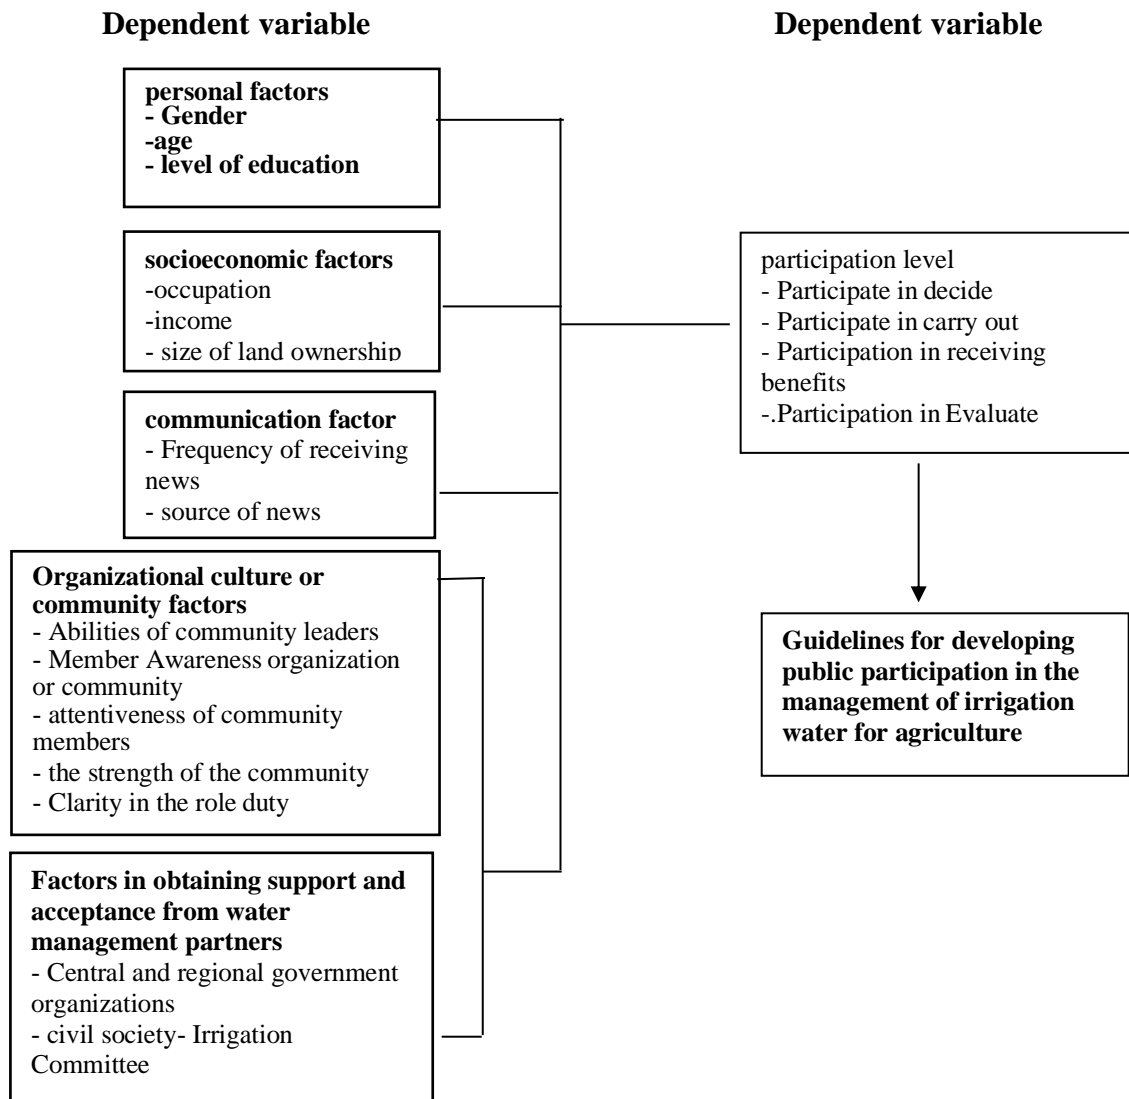 Dependent variable
Dependent variable
personal factors
- Gender
-age
- level of education
socioeconomic factors
-occupation
-income
- size of land ownership
communication factor
- Frequency of receiving
news
- source of news
Organizational culture or
community factors
- Abilities of community leaders
- Member Awareness organization
or community
- attentiveness of community
members
- the strength of the community
- Clarity in the role duty
Factors in obtaining support and
acceptance from water
management partners
- Central and regional government
organizations
- civil society- Irrigation
Committee
participation level
- Participate in decide
- Participate in carry out
- Participation in receiving
benefits
-.Participation in Evaluate
Guidelines for developing
public participation in the
management of irrigation
water for agriculture